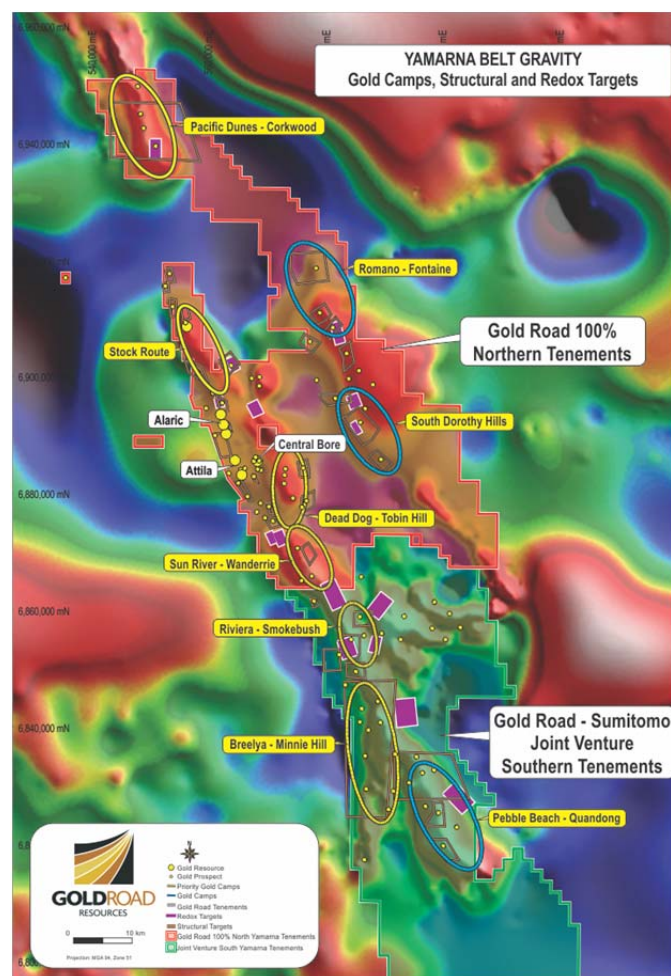 YAMARNA BELT GRAVITY
Gold Camps, Structural and Redox Targets
540,000 mE
6,940,000 mN
Pacific Dunes - Corkwood
Romano - Fontaine
Gold Road 100%
Northern Tenements
Stock Route
6,900,000 mN
Alaric
South Dorothy Hills
Central Bore
Attila
6,880,000 mN
Dead Dog - Tobin Hill
Sun River - Wanderrie
6,860,000 mN
Riviera - Smokebush
6,840,000 mN
Gold Road - Sumitomo
Joint Venture
Southern Tenements
Breelya - Minnie Hill
Pebble Beach - Quandong
GOLDROAD
RESOURCES
0 10 km
Projection: MGA 94, Zone 51
Gold Resource
Gold Prospect
Priority Gold Camps
Gold Camps
Gold Road Tenements
Redox Targets
Structural Targets
Gold Road 100% North Yamarna Tenements
Joint Venture South Yamarna Tenements